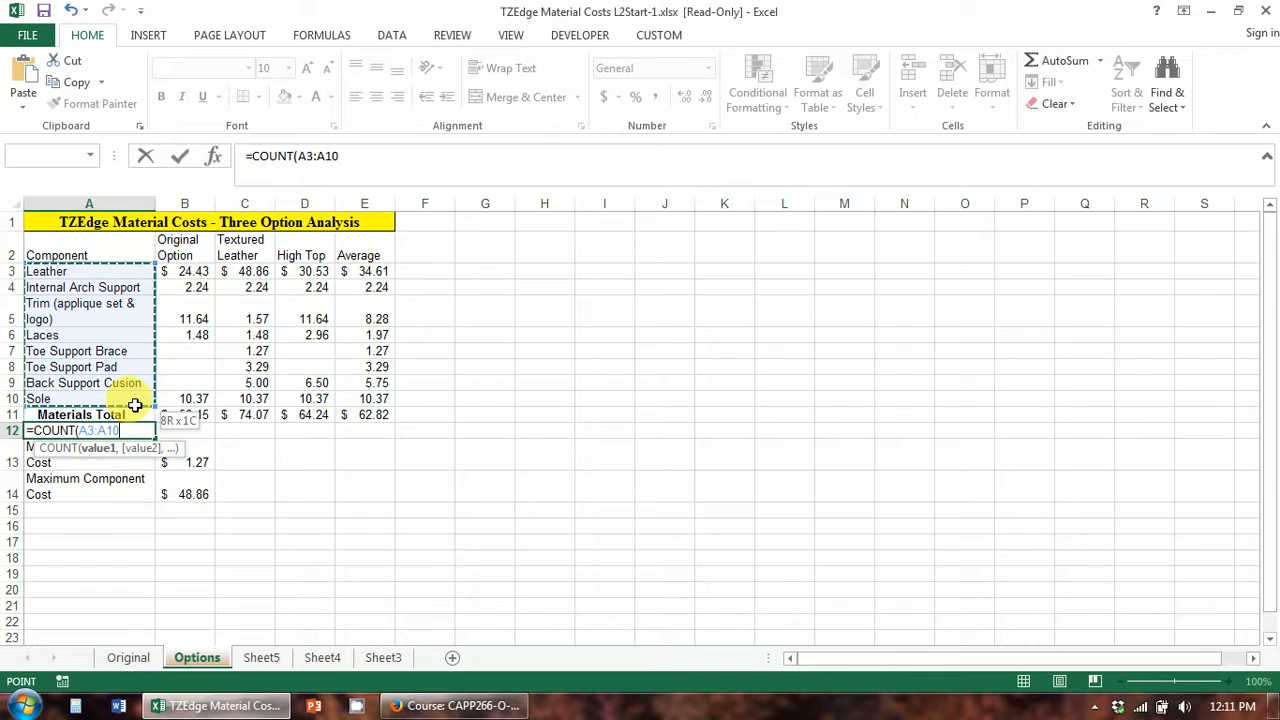 TZEdge Material Costs L2Start-1.xlsx [Read-Only] - Excel
FILE HOME INSERT PAGE LAYOUT FORMULAS DATA REVIEW VIEW DEVELOPER CUSTOM Sign in
Paste Cut Copy Format Painter Clipboard
10 B I U A Font
Wrap Text Merge & Center Alignment
General $ % , Number
Conditional Formatting Format as Table Cell Styles Styles
Insert Delete Format Cells
AutoSum Fill Clear Sort & Filter Find & Select Editing
=COUNT(A3:A10
A B C D E F G H I J K L M N O P Q R S
1 TZEdge Material Costs - Three Option Analysis
Original Textured
2 Component Option Leather High Top Average
3 Leather $ 24.43 $ 48.86 $ 30.53 $ 34.61
4 Internal Arch Support 2.24 2.24 2.24 2.24
Trim (applique set &
5 logo) 11.64 1.57 11.64 8.28
6 Laces 1.48 1.48 2.96 1.97
7 Toe Support Brace 1.27 1.27
8 Toe Support Pad 3.29 3.29
9 Back Support Cusion 5.00 6.50 5.75
10 Sole 10.37 10.37 10.37 10.37
11 Materials Total $ 74.07 $ 64.24 $ 62.82
8R x 1C
12 =COUNT(A3:A10
COUNT(value1, [value2], ...)
13 Cost $ 1.27
Maximum Component
14 Cost $ 48.86
15
16
17
18
19
20
21
22
23
Original Options Sheet5 Sheet4 Sheet3
POINT 100%
TZEdge Material Cos... Course: CAPP266-O-... 12:11 PM